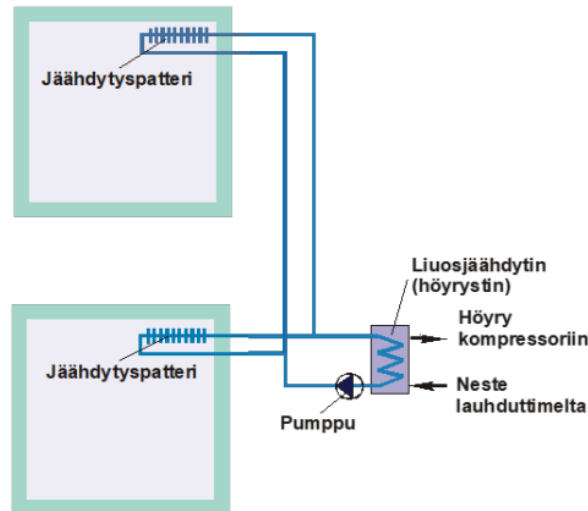 Jäähdytyspatteri
Liuosjäähdytin
(höyrystin)
Höyry
kompressoriin
Jäähdytyspatteri
Neste
lauhduttimelta
Pumppu